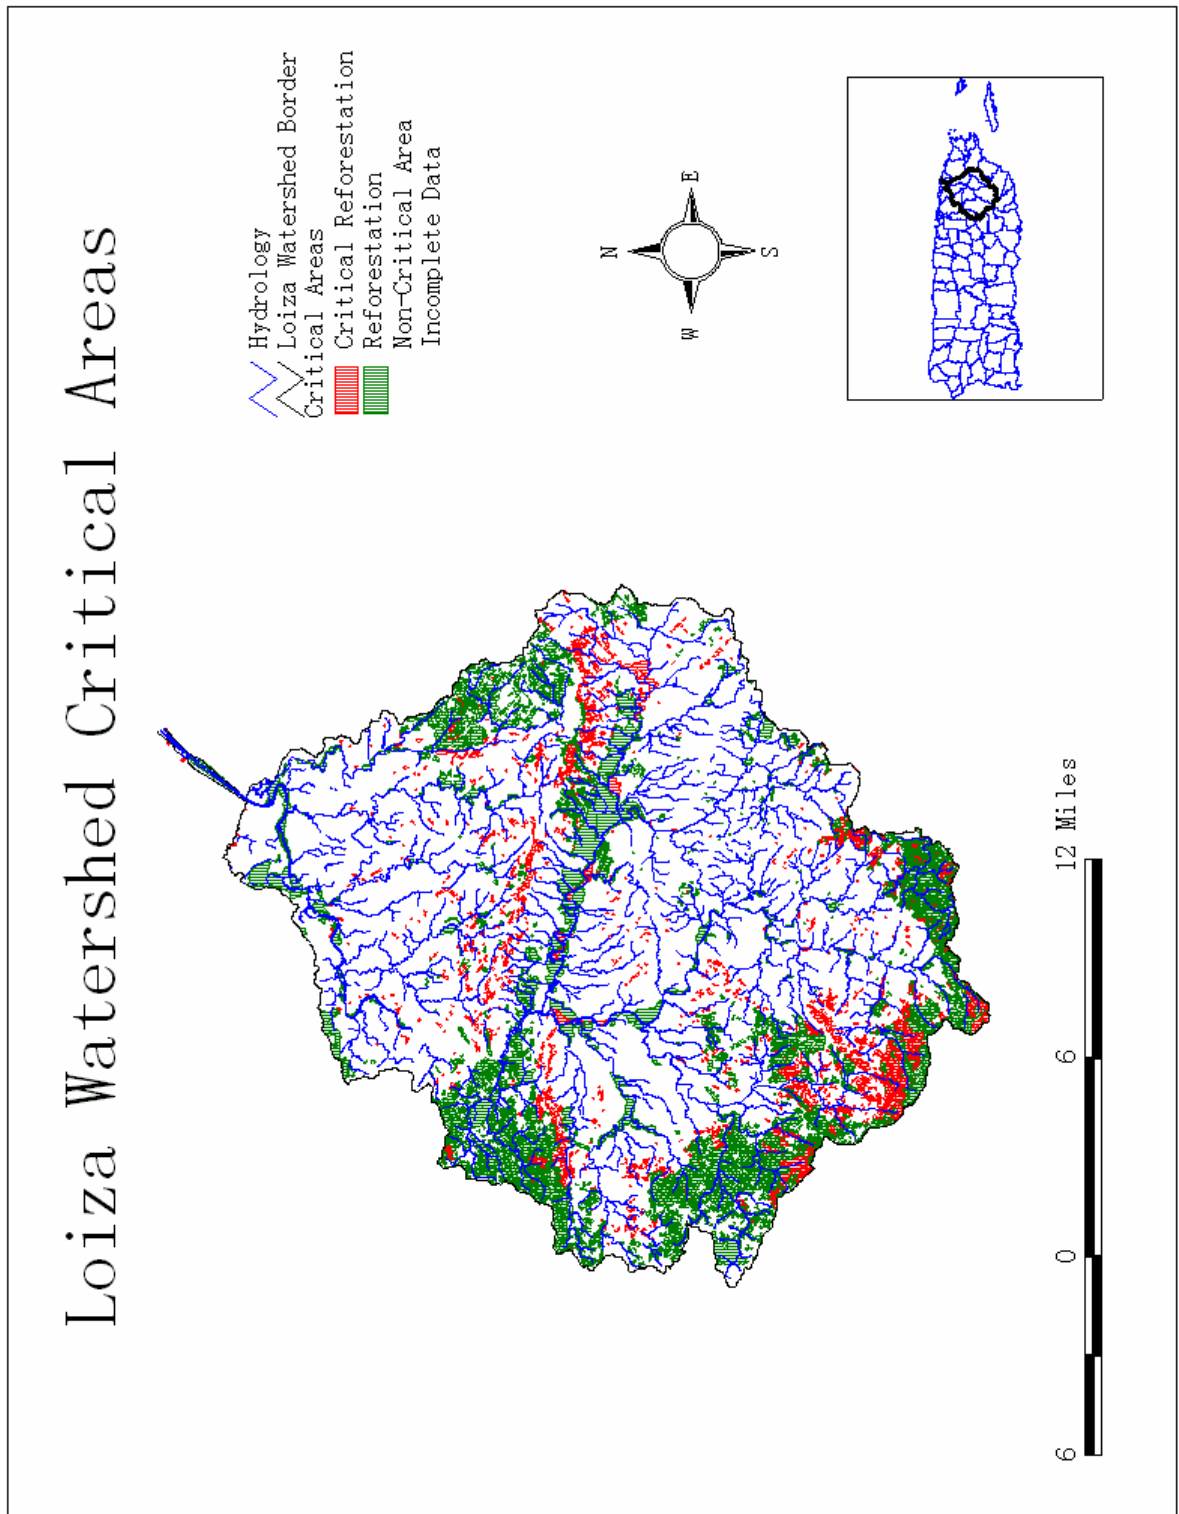 Loiza Watershed Critical Areas
Hydrology
Loiza Watershed Border
Critical Areas
Critical Reforestation
Reforestation
Non-Critical Area
Incomplete Data
N
W
E
S
6 0 6 12 Miles